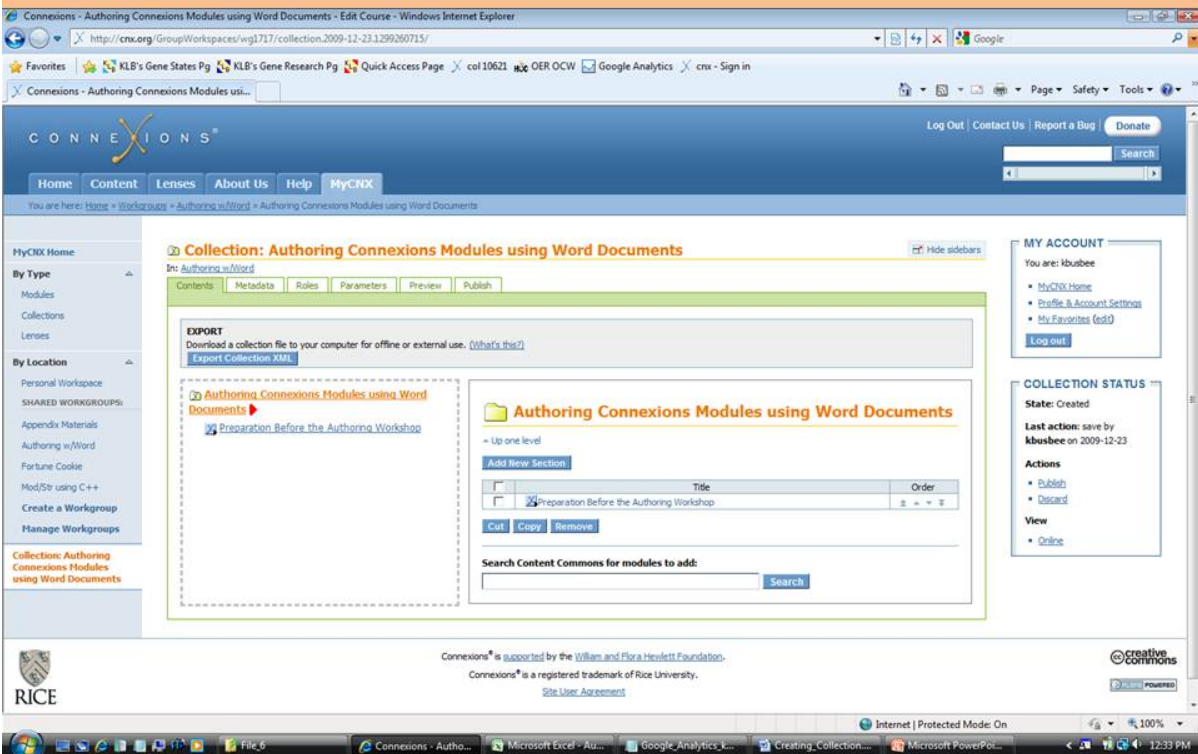 Connexions - Authoring Connexions Modules using Word Documents - Edit Course - Windows Internet Explorer
http://cnx.org/GroupWorkspaces/wg1717/collection.2009-12-23.1299260715/
Google
Favorites KLB's Gene States Pg KLB's Gene Research Pg Quick Access Page col10621 OER OCW Google Analytics cnx - Sign in
Connexions - Authoring Connexions Modules usi...
Page Safety Tools
CONNEXIONS®
Log Out | Contact Us | Report a Bug Donate
Search
Home Content Lenses About Us Help MyCNX
You are here: Home » Workgroups » Authoring w/Word » Authoring Connexions Modules using Word Documents
MyCNX Home
By Type
Modules
Collections
Lenses
By Location
Personal Workspace
SHARED WORKGROUPS:
Appendix Materials
Authoring w/Word
Fortune Cookie
Mod/Str using C++
Create a Workgroup
Manage Workgroups
Collection: Authoring
Connexions Modules
using Word Documents
Collection: Authoring Connexions Modules using Word Documents
Hide sidebars
In: Authoring w/Word
Contents Metadata Roles Parameters Preview Publish
EXPORT
Download a collection file to your computer for offline or external use. (What's this?)
Export Collection XML
Authoring Connexions Modules using Word
Documents
Preparation Before the Authoring Workshop
Authoring Connexions Modules using Word Documents
Up one level
Add New Section
Title Order
Preparation Before the Authoring Workshop
Cut Copy Remove
Search Content Commons for modules to add:
Search
MY ACCOUNT
You are: kbusbee
MyCNX Home
Profile & Account Settings
My Favorites (edit)
Log out
COLLECTION STATUS
State: Created
Last action: save by
kbusbee on 2009-12-23
Actions
Publish
Discard
View
Online
RICE
Connexions® is supported by the William and Flora Hewlett Foundation.
Connexions® is a registered trademark of Rice University.
Site User Agreement
creative
commons
POWERED
Internet | Protected Mode: On
100%
File_6
Connexions - Autho...
Microsoft Excel - Au...
Google_Analytics_k...
Creating_Collection....
Microsoft PowerPoi...
12:33 PM